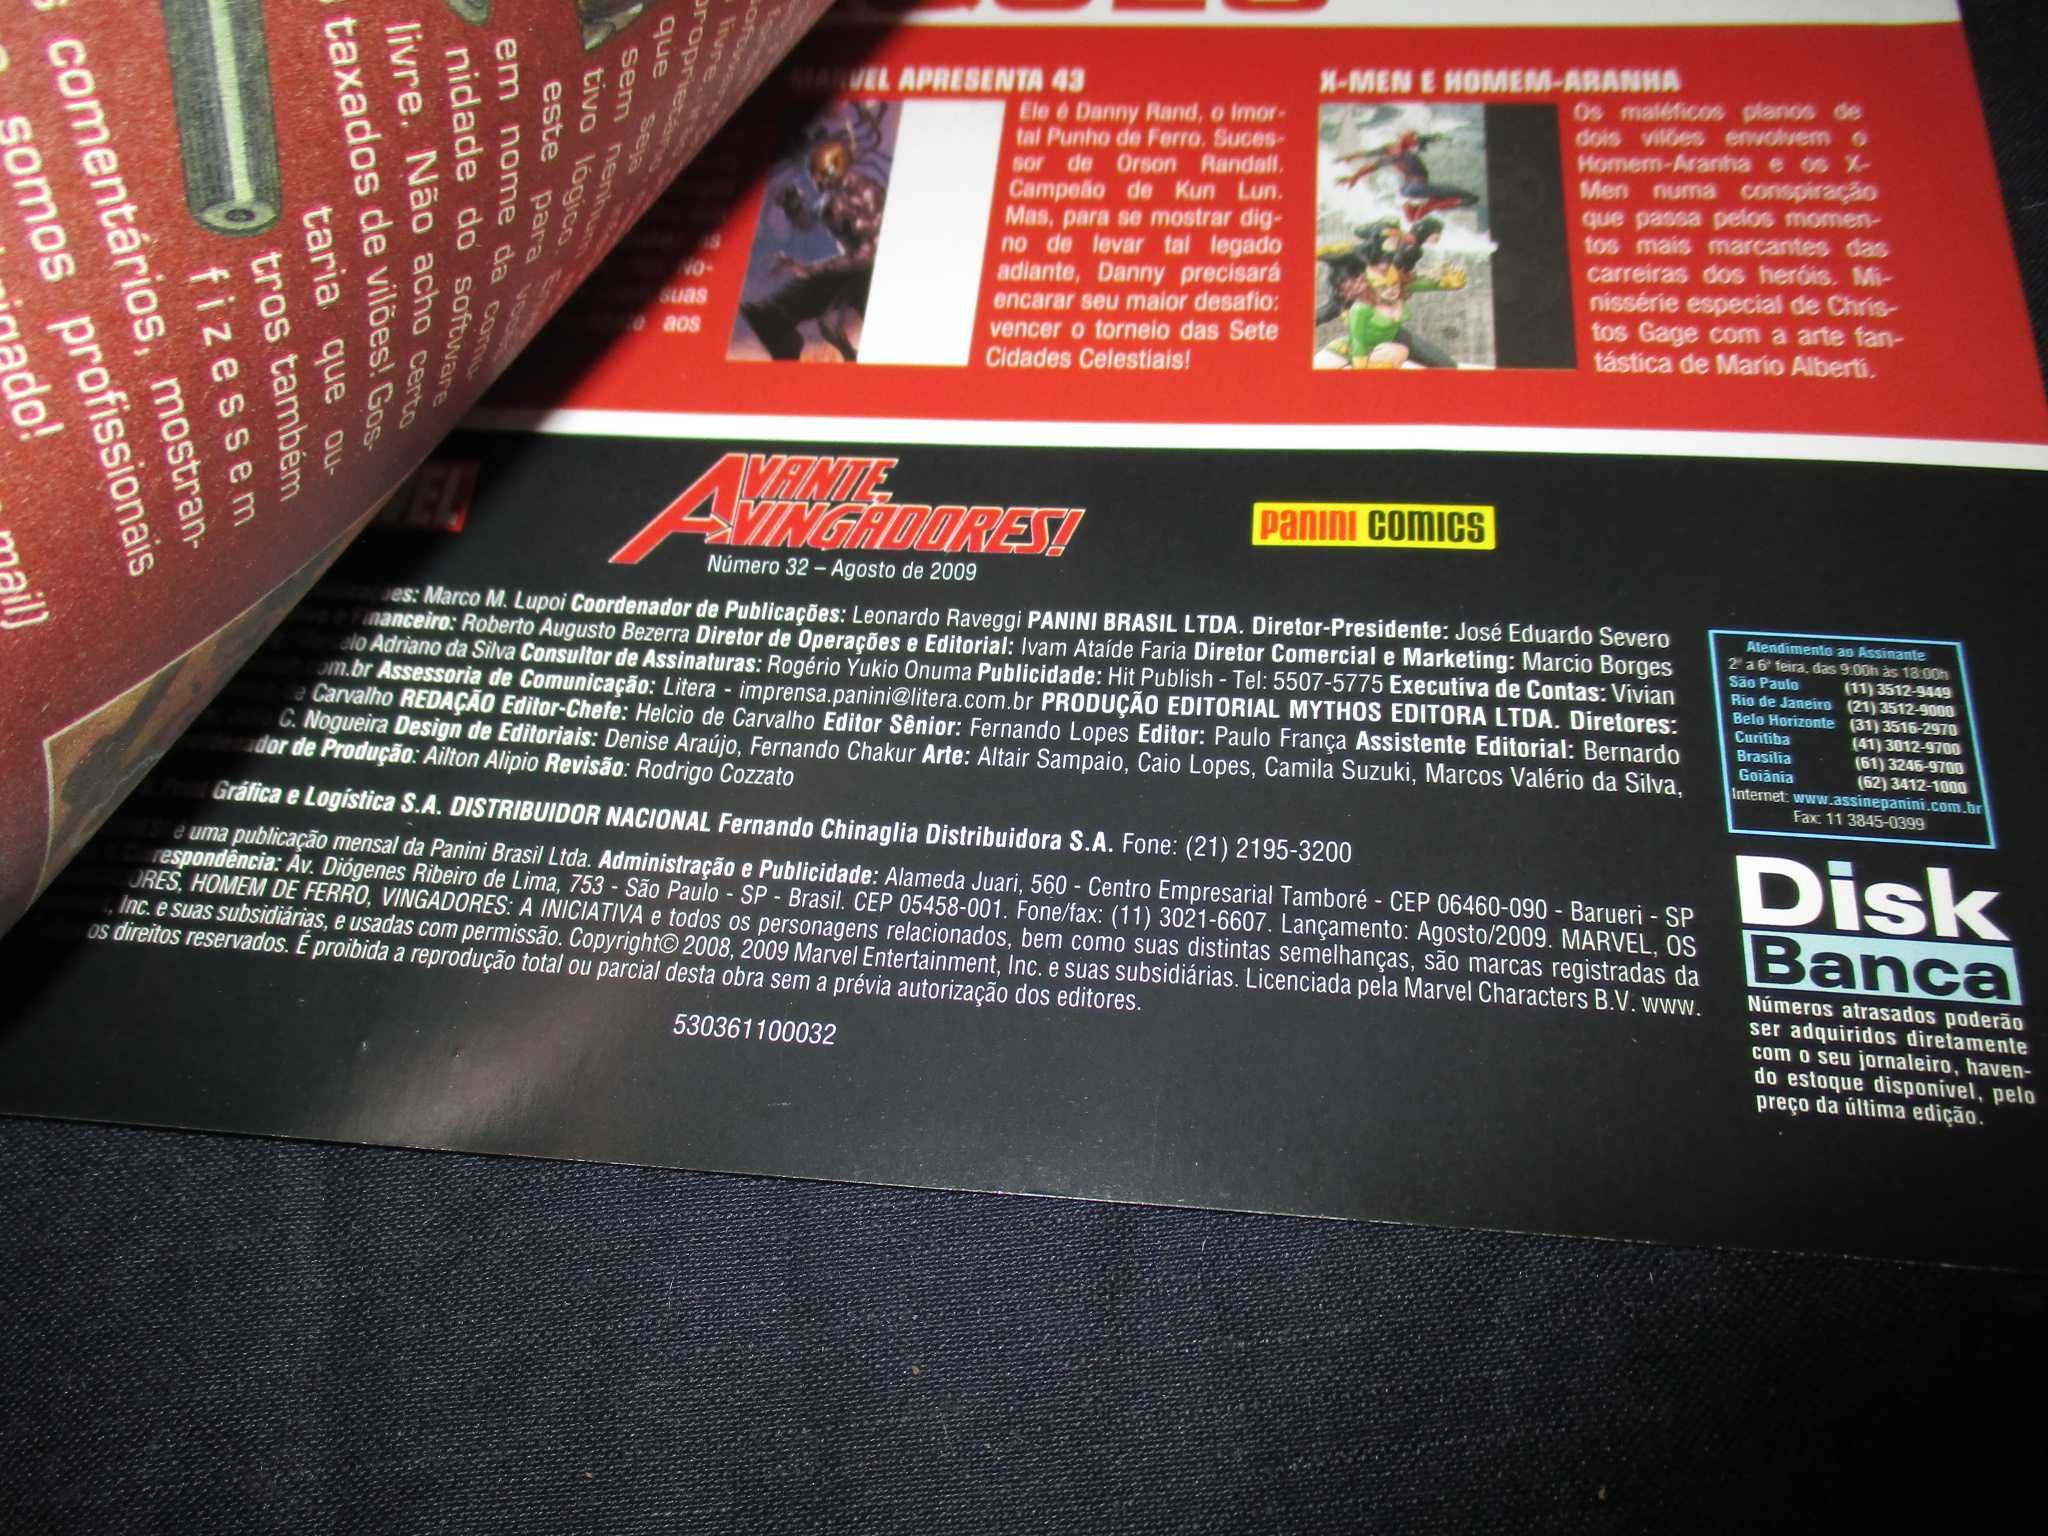 s comentários, mostran-
somos profissionais
mail)
tros também
fizessem
taria que ou-
taxados de vilões! Gos-
livre. Não acho certo
nidade do software
em nome da comu-
este para
tivo lógico
sem nenhum
que seja
MARVEL APRESENTA 43
Ele é Danny Rand, o Imor-
tal Punho de Ferro. Suces-
sor de Orson Randall.
Campeão de Kun Lun.
Mas, para se mostrar dig-
no de levar tal legado
adiante, Danny precisará
encarar seu maior desafio:
vencer o torneio das Sete
Cidades Celestiais!
suas
aos
X-MEN E HOMEM-ARANHA
Os maléficos planos de
dois vilões envolvem o
Homem-Aranha e os X-
Men numa conspiração
que passa pelos momen-
tos mais marcantes das
carreiras dos heróis. Mi-
nissérie especial de Chris-
tos Gage com a arte fan-
tástica de Mario Alberti.
AVANTE,
VINGADORES!
PANINI COMICS
Número 32 – Agosto de 2009
Marco M. Lupoi Coordenador de Publicações: Leonardo Raveggi PANINI BRASIL LTDA. Diretor-Presidente: José Eduardo Severo
Financeiro: Roberto Augusto Bezerra Diretor de Operações e Editorial: Ivam Ataíde Faria Diretor Comercial e Marketing: Marcio Borges
Adriano da Silva Consultor de Assinaturas: Rogério Yukio Onuma Publicidade: Hit Publish - Tel: 5507-5775 Executiva de Contas: Vivian
.com.br Assessoria de Comunicação: Litera - imprensa.panini@litera.com.br PRODUÇÃO EDITORIAL MYTHOS EDITORA LTDA. Diretores:
de Carvalho REDAÇÃO Editor-Chefe: Helcio de Carvalho Editor Sênior: Fernando Lopes Editor: Paulo França Assistente Editorial: Bernardo
C. Nogueira Design de Editoriais: Denise Araújo, Fernando Chakur Arte: Altair Sampaio, Caio Lopes, Camila Suzuki, Marcos Valério da Silva,
de Produção: Ailton Alipio Revisão: Rodrigo Cozzato
Gráfica e Logística S.A. DISTRIBUIDOR NACIONAL Fernando Chinaglia Distribuidora S.A. Fone: (21) 2195-3200
é uma publicação mensal da Panini Brasil Ltda. Administração e Publicidade: Alameda Juari, 560 - Centro Empresarial Tamboré - CEP 06460-090 - Barueri - SP
Correspondência: Av. Diógenes Ribeiro de Lima, 753 - São Paulo - SP - Brasil. CEP 05458-001. Fone/fax: (11) 3021-6607. Lançamento: Agosto/2009. MARVEL, OS
HOMEM DE FERRO, VINGADORES: A INICIATIVA e todos os personagens relacionados, bem como suas distintas semelhanças, são marcas registradas da
Inc. e suas subsidiárias, e usadas com permissão. Copyright© 2008, 2009 Marvel Entertainment, Inc. e suas subsidiárias. Licenciada pela Marvel Characters B.V. www.
os direitos reservados. É proibida a reprodução total ou parcial desta obra sem a prévia autorização dos editores.
530361100032
Atendimento ao Assinante
2ª a 6ª feira, das 9:00h às 18:00h
São Paulo (11) 3512-9449
Rio de Janeiro (21) 3512-9000
Belo Horizonte (31) 3516-2970
Curitiba (41) 3012-9700
Brasília (61) 3246-9700
Goiânia (62) 3412-1000
Internet: www.assinepanini.com.br
Fax: 11 3845-0399
Disk
Banca
Números atrasados poderão
ser adquiridos diretamente
com o seu jornaleiro, haven-
do estoque disponível, pelo
preço da última edição.